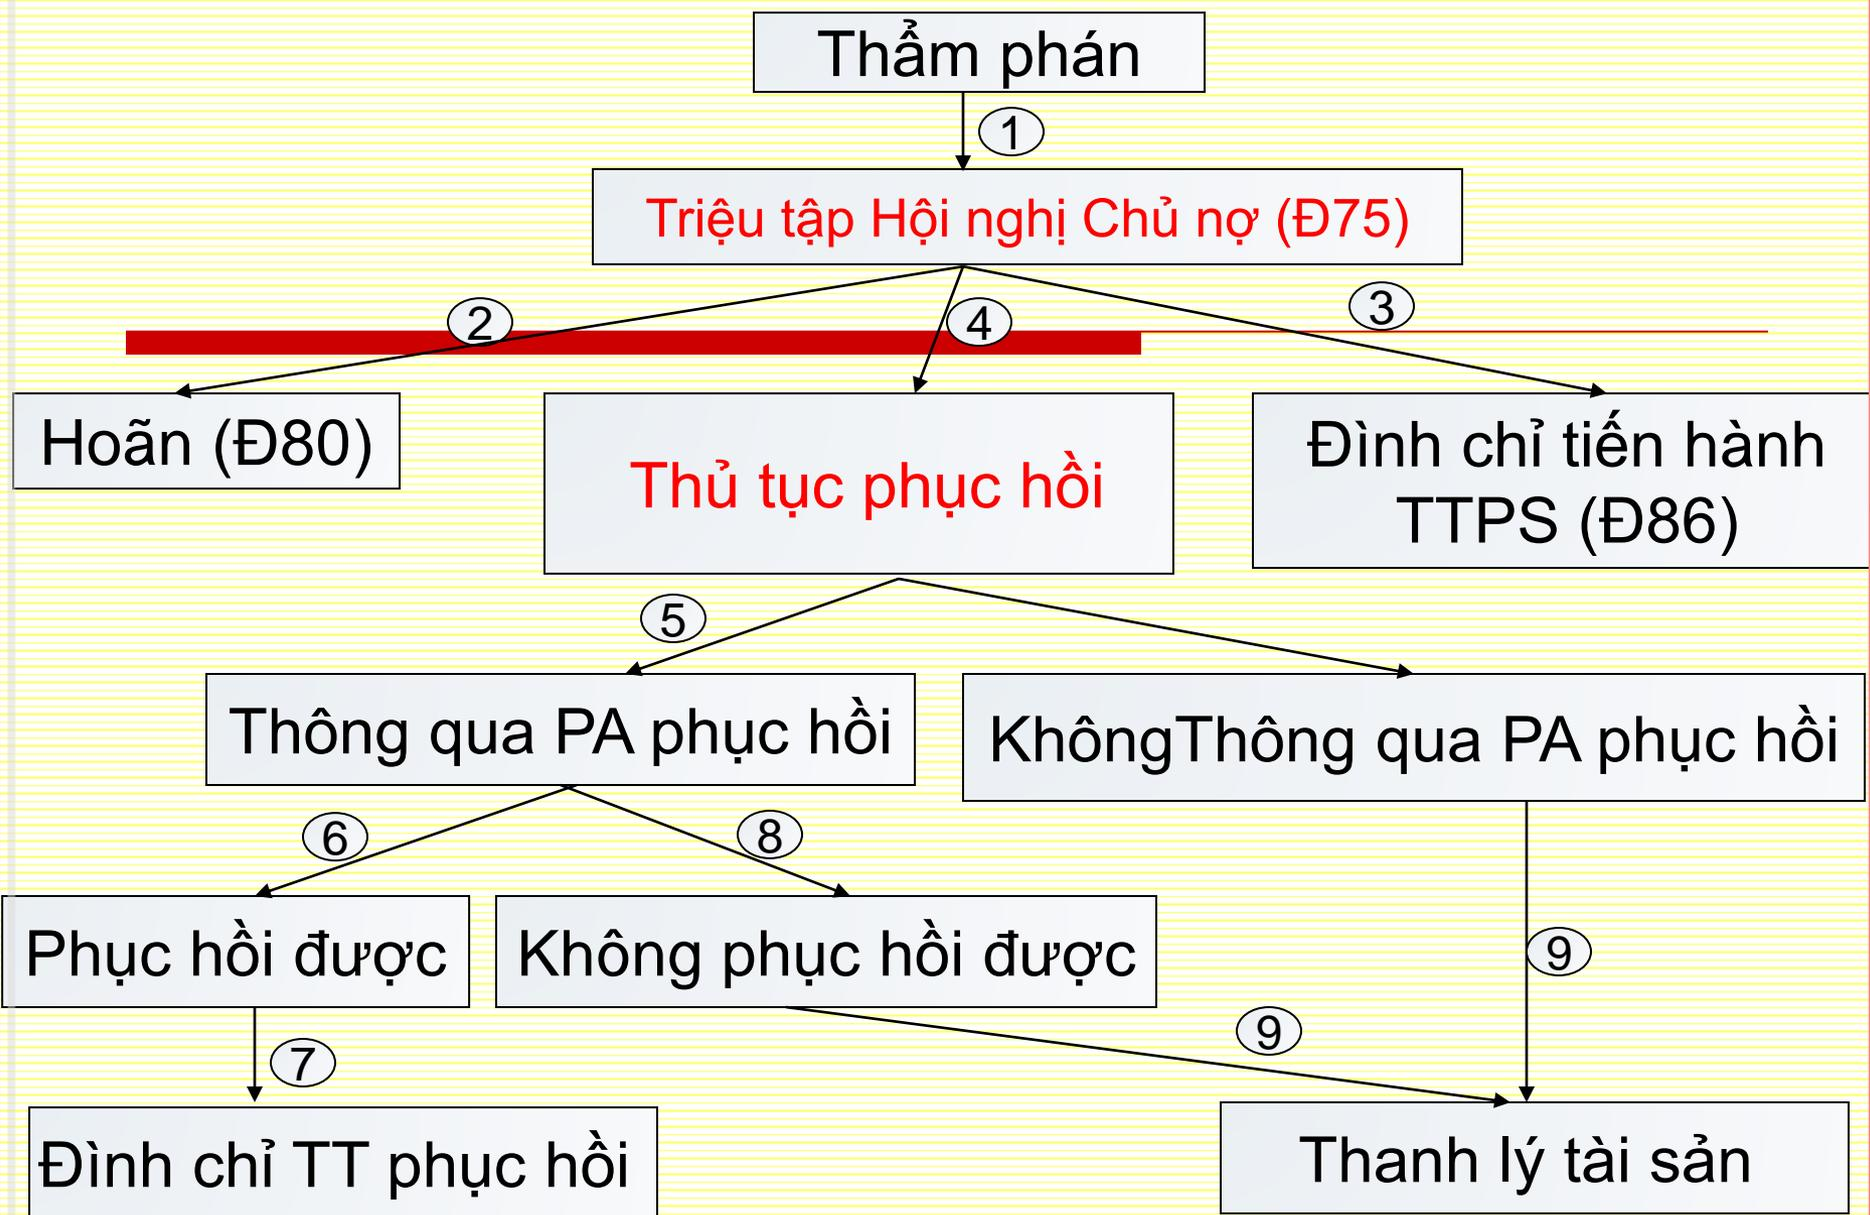 Thẩm phán
1
Triệu tập Hội nghị Chủ nợ (Đ75)
2
4
3
Hoãn (Đ80)
Thủ tục phục hồi
Đình chỉ tiến hành
TTPS (Đ86)
5
Thông qua PA phục hồi
KhôngThông qua PA phục hồi
6
8
Phục hồi được
Không phục hồi được
9
9
7
Đình chỉ TT phục hồi
Thanh lý tài sản